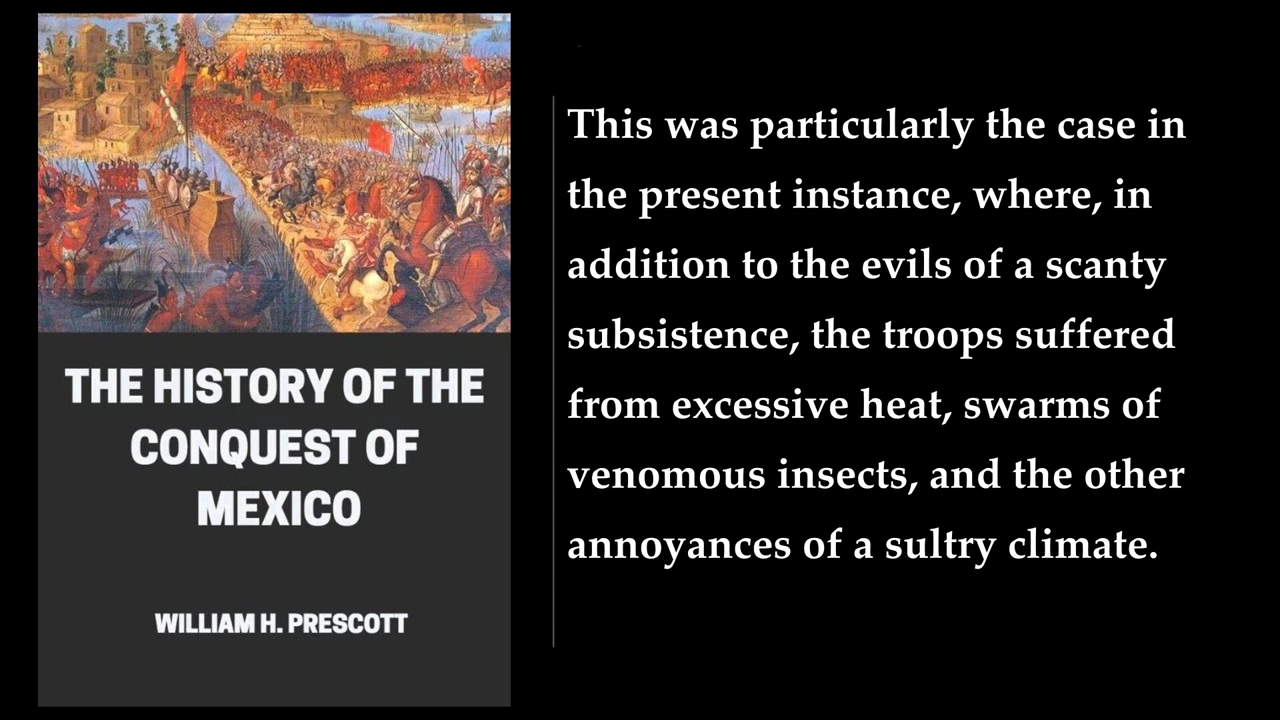 THE HISTORY OF THE
CONQUEST OF
MEXICO
WILLIAM H. PRESCOTT
This was particularly the case in
the present instance, where, in
addition to the evils of a scanty
subsistence, the troops suffered
from excessive heat, swarms of
venomous insects, and the other
annoyances of a sultry climate.